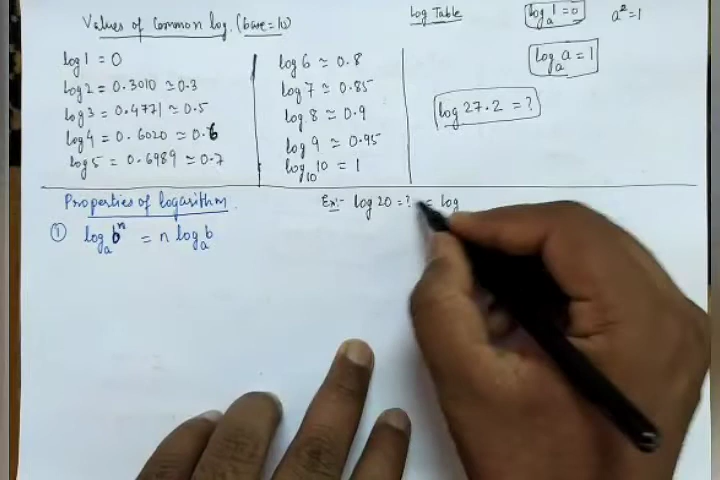 Values of Common log. (base = 10)
log 1 = 0
log 2 = 0.3010 ≃ 0.3
log 3 = 0.4771 ≃ 0.5
log 4 = 0.6020 ≃ 0.6
log 5 = 0.6989 ≃ 0.7
log 6 ≃ 0.8
log 7 ≃ 0.85
log 8 ≃ 0.9
log 9 ≃ 0.95
log₁₀ 10 = 1
Log Table
logₐ 1 = 0
a⁰ = 1
logₐ a = 1
log 27.2 = ?
Properties of logarithm.
① logₐ bⁿ = n logₐ b
Ex:- log 20 = ? = log